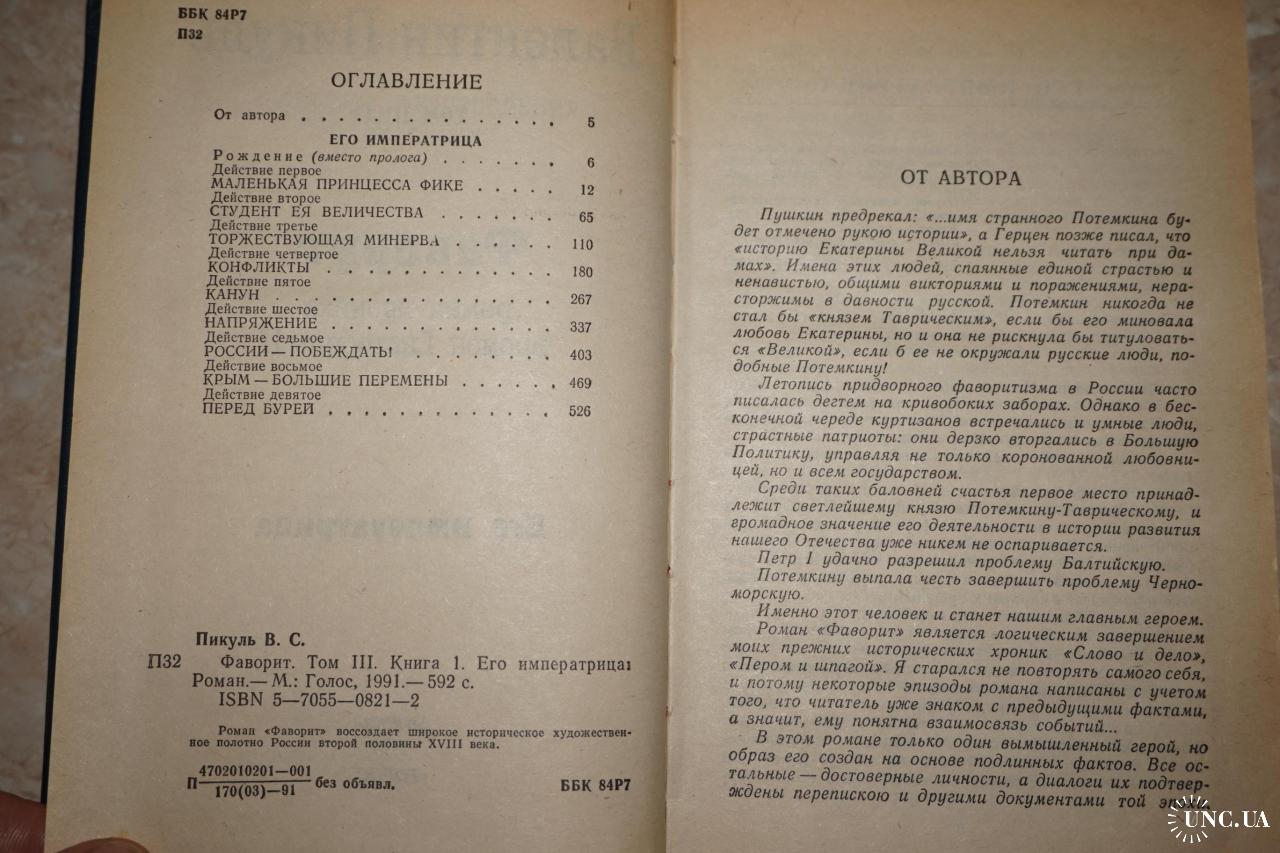 ББК 84Р7
П32
ОГЛАВЛЕНИЕ
От автора . . . . . . . . . . . . . . . 5
ЕГО ИМПЕРАТРИЦА
Рождение (вместо пролога) . . . . . . . 6
Действие первое
МАЛЕНЬКАЯ ПРИНЦЕССА ФИКЕ . . . . . 12
Действие второе
СТУДЕНТ ЕЯ ВЕЛИЧЕСТВА . . . . . . . 65
Действие третье
ТОРЖЕСТВУЮЩАЯ МИНЕРВА . . . . . . 110
Действие четвертое
КОНФЛИКТЫ . . . . . . . . . . . . . 180
Действие пятое
КАНУН . . . . . . . . . . . . . . . 267
Действие шестое
НАПРЯЖЕНИЕ . . . . . . . . . . . . 337
Действие седьмое
РОССИИ — ПОБЕЖДАТЬ! . . . . . . . . 403
Действие восьмое
КРЫМ — БОЛЬШИЕ ПЕРЕМЕНЫ . . . . . . 469
Действие девятое
ПЕРЕД БУРЕЙ . . . . . . . . . . . . 526
Пикуль В. С.
П32 Фаворит. Том III. Книга 1. Его императрица:
Роман.— М.: Голос, 1991.— 592 с.
ISBN 5—7055—0821—2
Роман «Фаворит» воссоздает широкое историческое художествен-
ное полотно России второй половины XVIII века.
П 4702010201—001 без объявл.
170(03)—91
ББК 84Р7
ОТ АВТОРА
Пушкин предрекал: «...имя странного Потемкина бу-
дет отмечено рукою истории», а Герцен позже писал, что
«историю Екатерины Великой нельзя читать при да-
мах». Имена этих людей, спаянные единой страстью и
ненавистью, общими викториями и поражениями, нера-
сторжимы в давности русской. Потемкин никогда не
стал бы «князем Таврическим», если бы его миновала
любовь Екатерины, но и она не рискнула бы титуловать-
ся «Великой», если б ее не окружали русские люди, по-
добные Потемкину!
Летопись придворного фаворитизма в России часто
писалась дегтем на кривобоких заборах. Однако в бес-
конечной череде куртизанов встречались и умные люди,
страстные патриоты: они дерзко вторгались в Большую
Политику, управляя не только коронованной любовни-
цей, но и всем государством.
Среди таких баловней счастья первое место принад-
лежит светлейшему князю Потемкину-Таврическому, и
громадное значение его деятельности в истории развития
нашего Отечества уже никем не оспаривается.
Петр I удачно разрешил проблему Балтийскую.
Потемкину выпала честь завершить проблему Черно-
морскую.
Именно этот человек и станет нашим главным героем.
Роман «Фаворит» является логическим завершением
моих прежних исторических хроник «Слово и дело»,
«Пером и шпагой». Я старался не повторять самого себя,
и потому некоторые эпизоды романа написаны с учетом
того, что читатель уже знаком с предыдущими фактами,
а значит, ему понятна взаимосвязь событий...
В этом романе только один вымышленный герой, но
образ его создан на основе подлинных фактов. Все ос-
тальные — достоверные личности, а диалоги их подтвер-
ждены перепискою и другими документами той эпохи.
UNC.UA